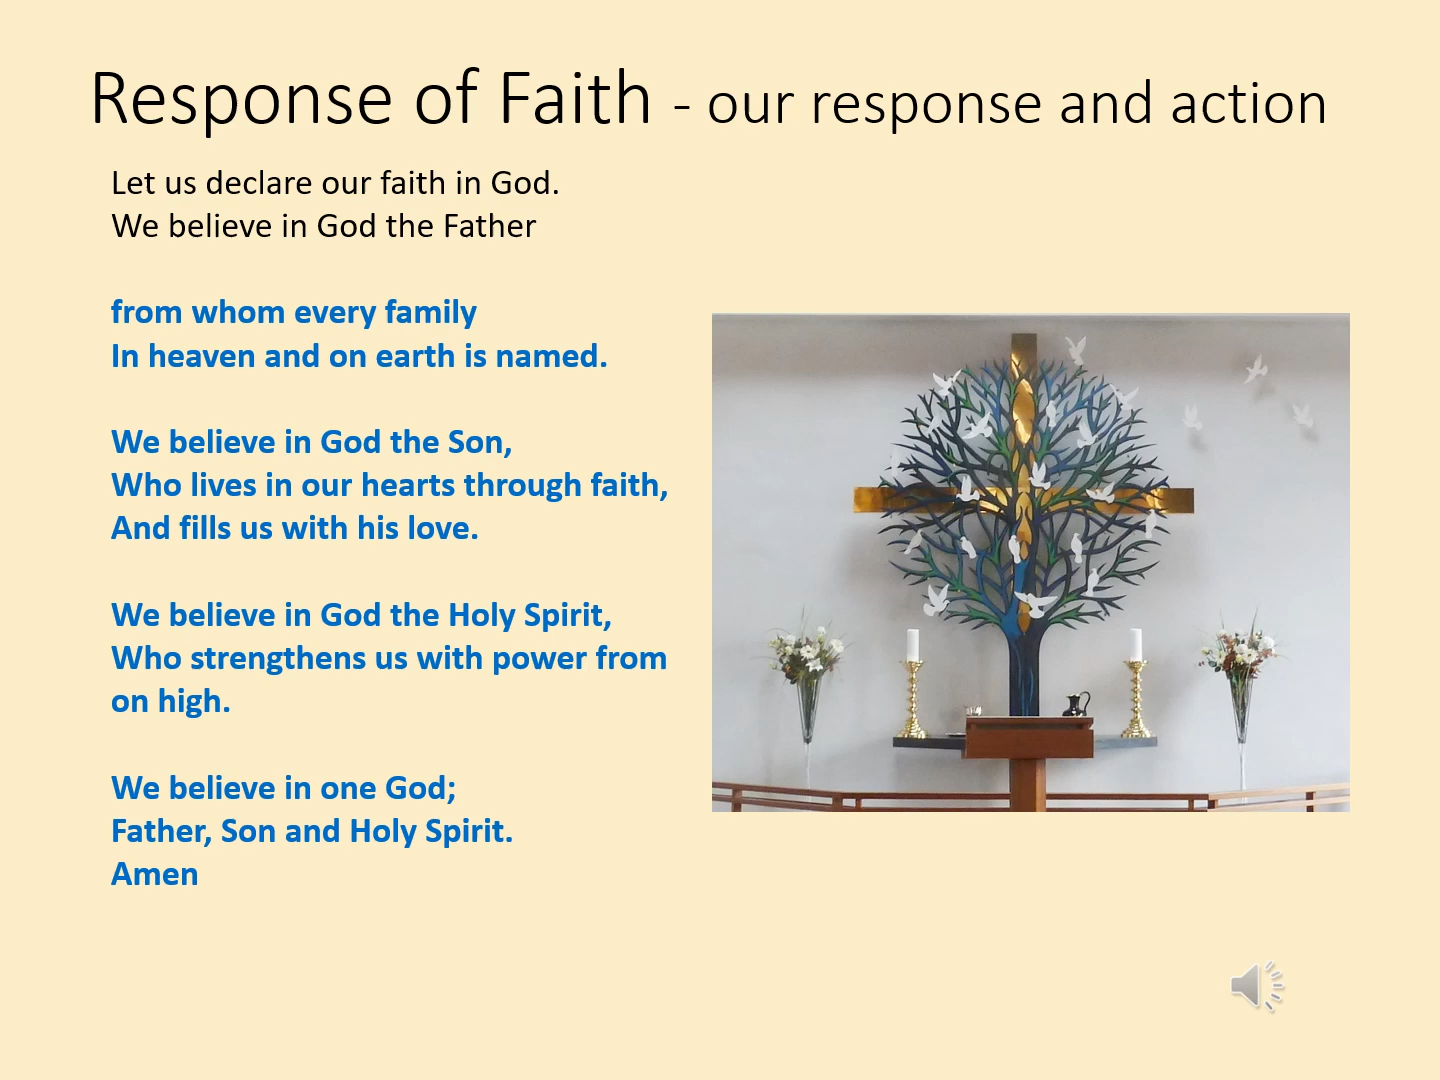 Response of Faith - our response and action
Let us declare our faith in God.
We believe in God the Father
from whom every family
In heaven and on earth is named.
We believe in God the Son,
Who lives in our hearts through faith,
And fills us with his love.
We believe in God the Holy Spirit,
Who strengthens us with power from
on high.
We believe in one God;
Father, Son and Holy Spirit.
Amen